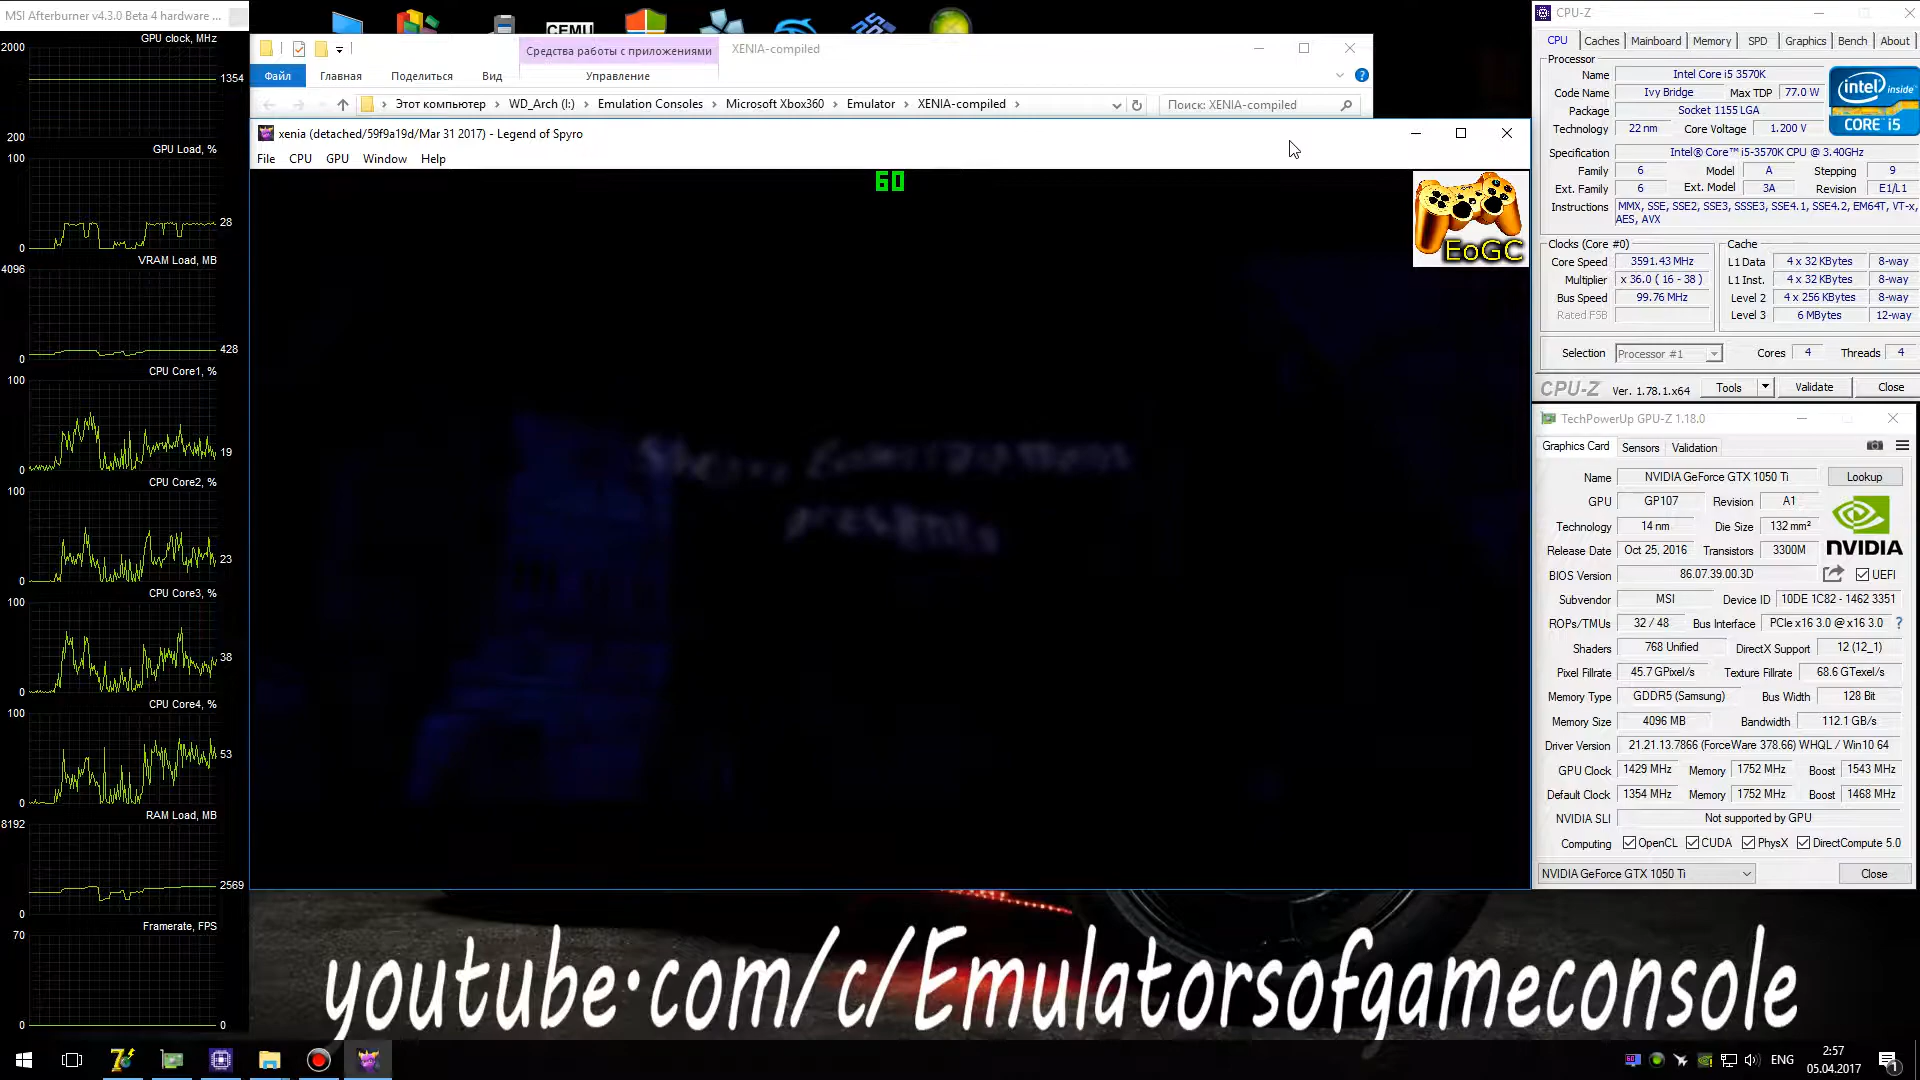 MSI Afterburner v4.3.0 Beta 4 hardware ...
GPU clock, MHz
2000
1354
200
GPU Load, %
100
28
0
VRAM Load, MB
4096
428
0
CPU Core1, %
100
19
0
CPU Core2, %
100
23
0
CPU Core3, %
100
38
0
CPU Core4, %
100
53
0
RAM Load, MB
8192
2569
0
Framerate, FPS
70
0
0
CEMU
Средства работы с приложениями
XENIA-compiled
Файл
Главная
Поделиться
Вид
Управление
Этот компьютер > WD_Arch (I:) > Emulation Consoles > Microsoft Xbox360 > Emulator > XENIA-compiled >
Поиск: XENIA-compiled
xenia (detached/59f9a19d/Mar 31 2017) - Legend of Spyro
File CPU GPU Window Help
60
EoGC
presents
CPU-Z
CPU Caches Mainboard Memory SPD Graphics Bench About
Processor
Name Intel Core i5 3570K
Code Name Ivy Bridge Max TDP 77.0 W
Package Socket 1155 LGA
Technology 22 nm Core Voltage 1.200 V
intel inside
CORE i5
Specification Intel® Core™ i5-3570K CPU @ 3.40GHz
Family 6 Model A Stepping 9
Ext. Family 6 Ext. Model 3A Revision E1/L1
Instructions MMX, SSE, SSE2, SSE3, SSSE3, SSE4.1, SSE4.2, EM64T, VT-x,
AES, AVX
Clocks (Core #0)
Core Speed 3591.43 MHz
Multiplier x 36.0 ( 16 - 38 )
Bus Speed 99.76 MHz
Rated FSB
Cache
L1 Data 4 x 32 KBytes 8-way
L1 Inst. 4 x 32 KBytes 8-way
Level 2 4 x 256 KBytes 8-way
Level 3 6 MBytes 12-way
Selection Processor #1 Cores 4 Threads 4
CPU-Z Ver. 1.78.1.x64 Tools Validate Close
TechPowerUp GPU-Z 1.18.0
Graphics Card Sensors Validation
Name NVIDIA GeForce GTX 1050 Ti Lookup
GPU GP107 Revision A1
Technology 14 nm Die Size 132 mm²
Release Date Oct 25, 2016 Transistors 3300M
NVIDIA
BIOS Version 86.07.39.00.3D UEFI
Subvendor MSI Device ID 10DE 1C82 - 1462 3351
ROPs/TMUs 32 / 48 Bus Interface PCIe x16 3.0 @ x16 3.0 ?
Shaders 768 Unified DirectX Support 12 (12_1)
Pixel Fillrate 45.7 GPixel/s Texture Fillrate 68.6 GTexel/s
Memory Type GDDR5 (Samsung) Bus Width 128 Bit
Memory Size 4096 MB Bandwidth 112.1 GB/s
Driver Version 21.21.13.7866 (ForceWare 378.66) WHQL / Win10 64
GPU Clock 1429 MHz Memory 1752 MHz Boost 1543 MHz
Default Clock 1354 MHz Memory 1752 MHz Boost 1468 MHz
NVIDIA SLI Not supported by GPU
Computing OpenCL CUDA PhysX DirectCompute 5.0
NVIDIA GeForce GTX 1050 Ti Close
youtube.com/c/Emulatorsofgameconsole
ENG
2:57
05.04.2017
1